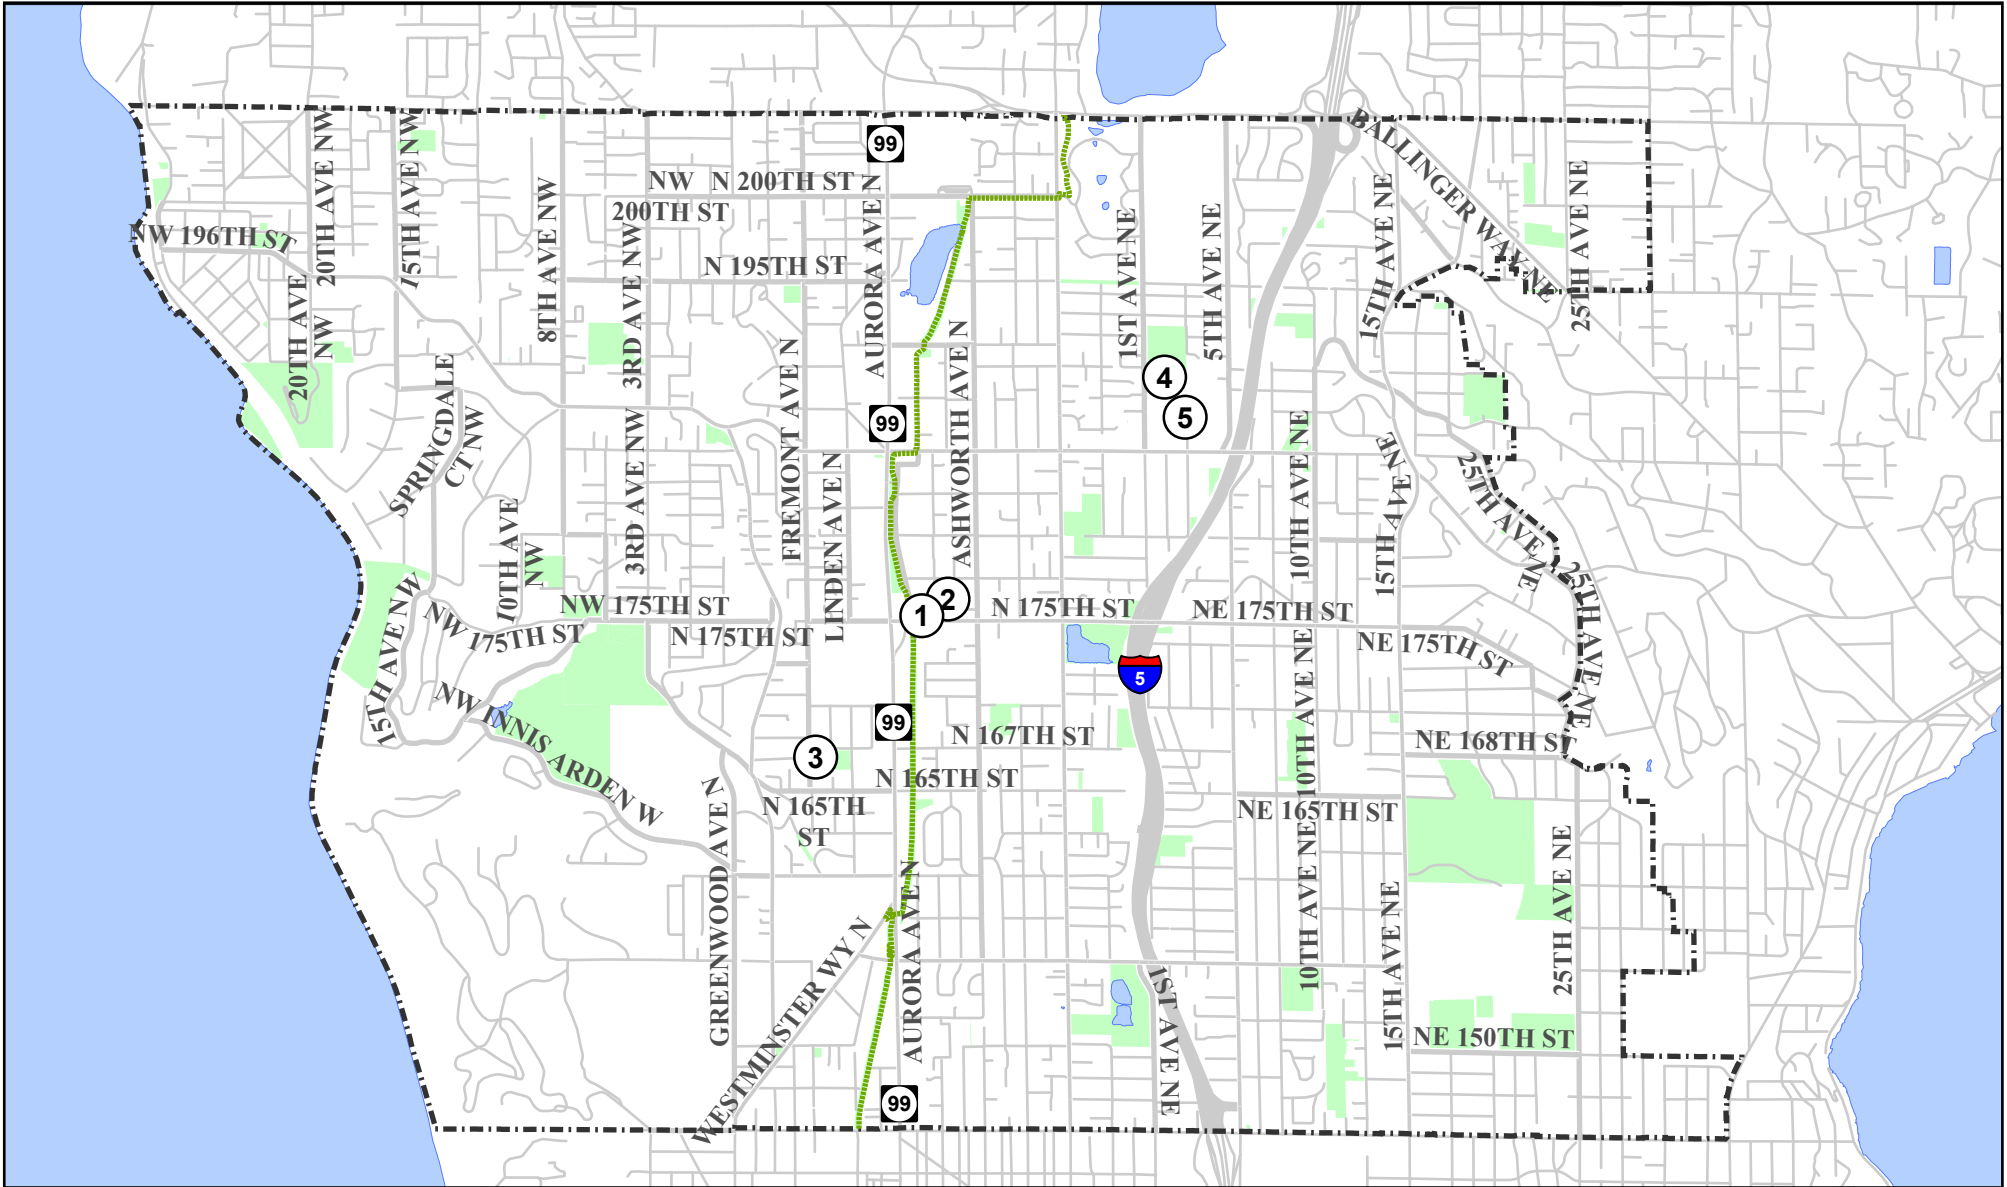 99
BALLINGER WAY NE
20TH AVE NW
15TH AVE NW
NW
N 200TH ST
200TH ST
8TH AVE NW
3RD AVE NW
AURORA AVE N
1ST AVENE
5TH AVE NE
15TH AVE NE
25TH AVE NE
NW 196TH ST
N 195TH ST
20TH AVE
NW
ASHWORTH AVE N
FREMONT AVE N
SPRINGDALE
CT NW
4
5
99
3RD AVE NW
LINDEN AVE N
10TH AVE NE
15TH AVE NE
25TH AVE NE
10TH AVE
NW
25TH AVE NE
15TH AVE NW
NW 175TH ST
NW 175TH ST
N 175TH ST
1
2
N 175TH ST
NE 175TH ST
NE 175TH ST
5
NW INNIS ARDEN W
99
N 167TH ST
10TH AVE NE
NE 168TH ST
3
N 165TH ST
N 165TH
ST
NE 165TH ST
GREENWOOD AVE N
AURORA AVE N
10TH AVE NE
15TH AVE NE
25TH AVE NE
WESTMINSTER WY N
1ST AVE NE
NE 150TH ST
99